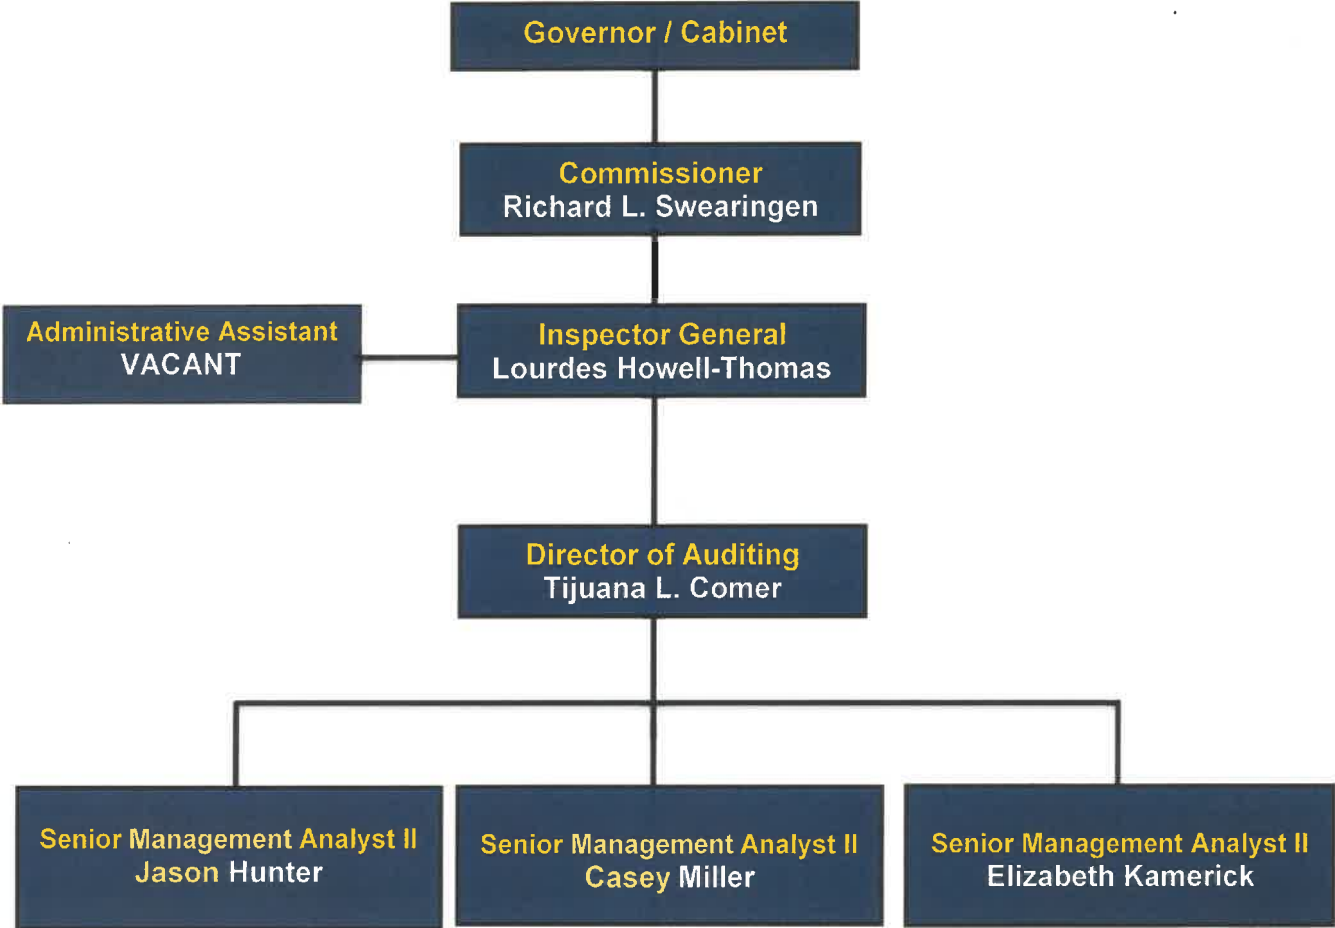 Governor / Cabinet
Commissioner
Richard L. Swearingen
Administrative Assistant
VACANT
Inspector General
Lourdes Howell-Thomas
Director of Auditing
Tijuana L. Comer
Senior Management Analyst II
Jason Hunter
Senior Management Analyst II
Casey Miller
Senior Management Analyst II
Elizabeth Kamerick